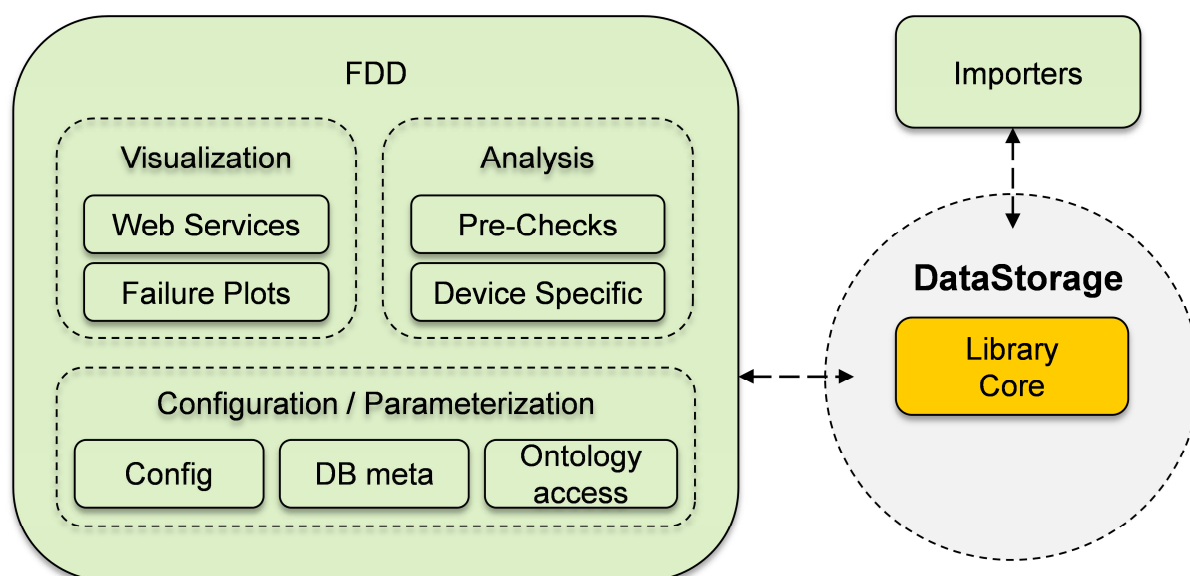 FDD
Visualization
Web Services
Failure Plots
Analysis
Pre-Checks
Device Specific
Configuration / Parameterization
Config
DB meta
Ontology
access
Importers
DataStorage
Library
Core